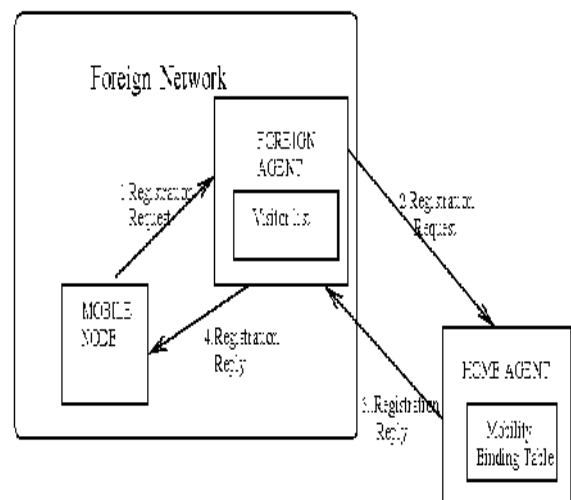 Foreign Network
FOREIGN
AGENT
Visitor list
1.Registration
Request
2.Registration
Request
MOBILE
NODE
4.Registration
Reply
HOME AGENT
3.Registration
Reply
Mobility
Binding Table